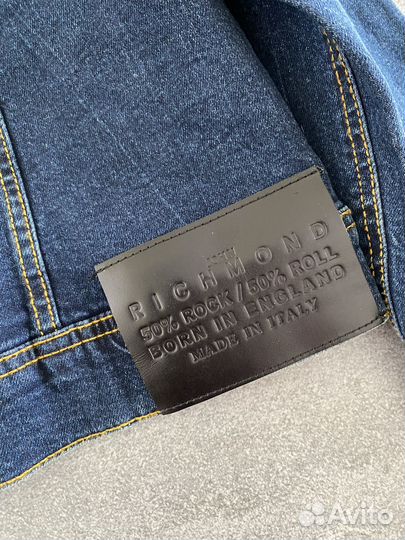 RICHMOND
50% ROCK / 50% ROLL
BORN IN ENGLAND
MADE IN ITALY
Avito